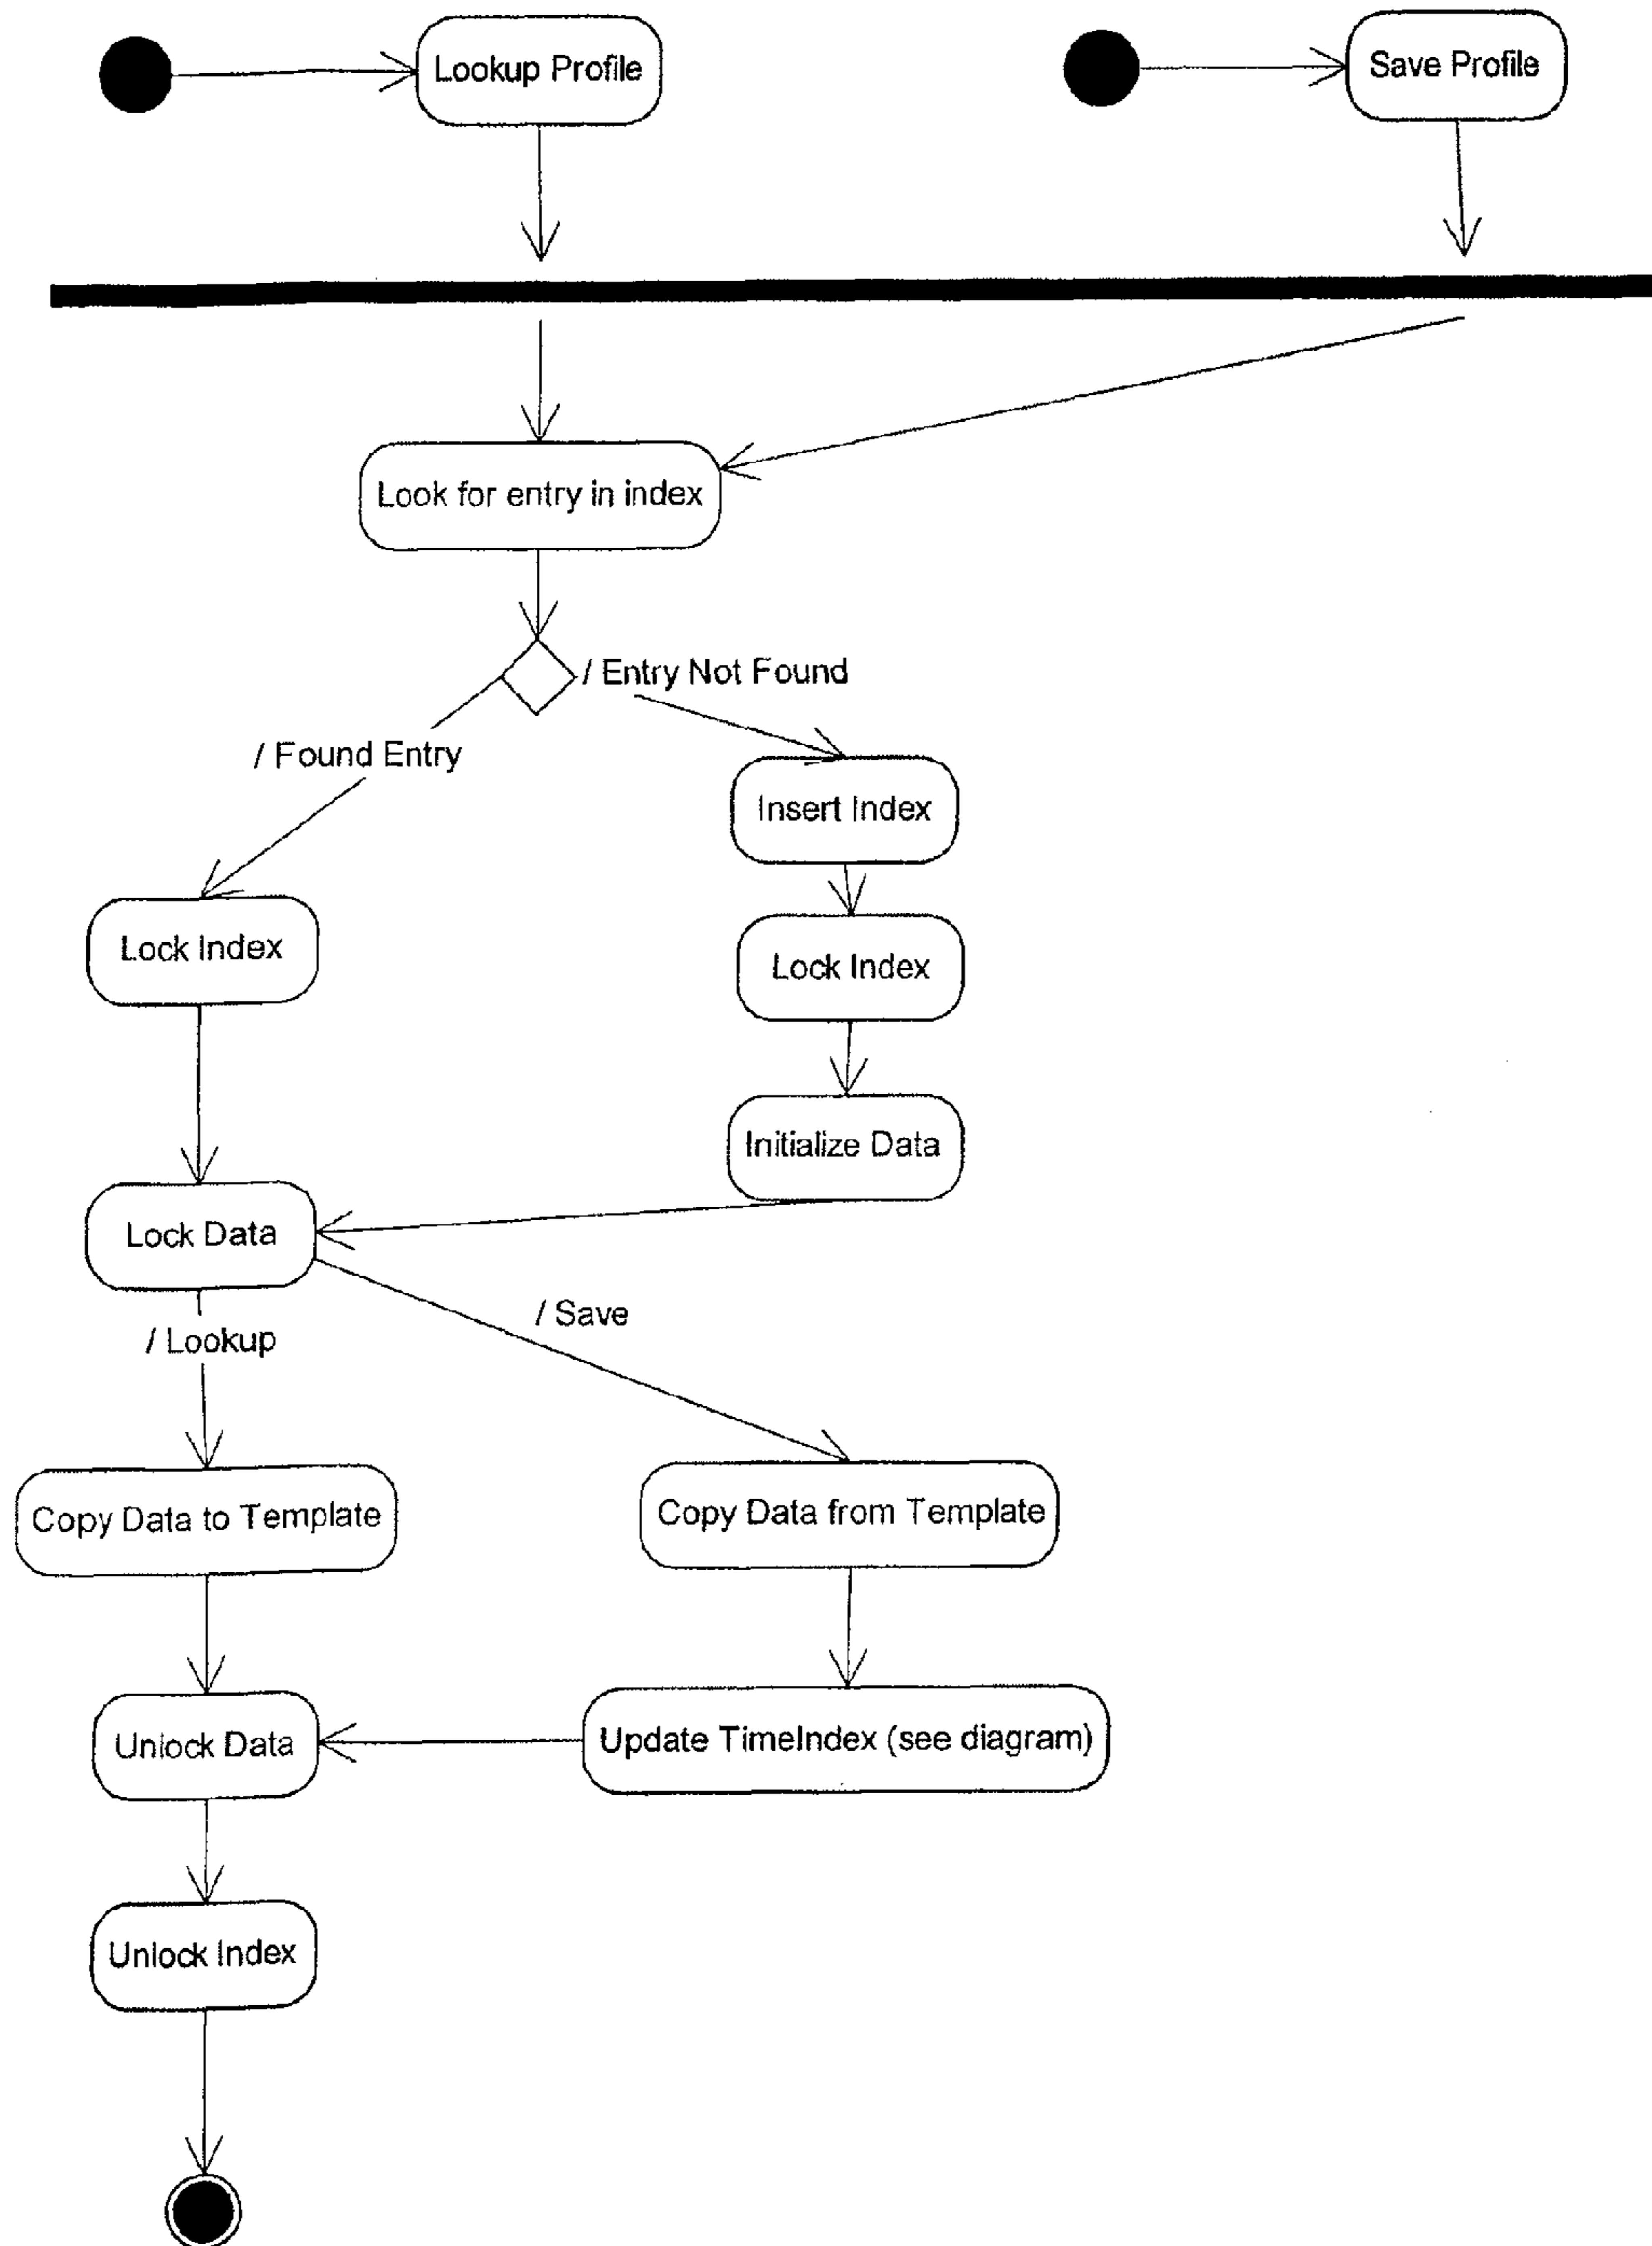 Lookup Profile
Save Profile
Look for entry in index
/ Entry Not Found
/ Found Entry
Insert Index
Lock Index
Lock Index
Initialize Data
Lock Data
/ Save
/ Lookup
Copy Data to Template
Copy Data from Template
Unlock Data
Update TimeIndex (see diagram)
Unlock Index